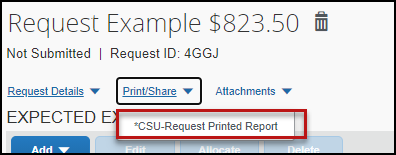 Request Example $823.50
Not Submitted | Request ID: 4GGJ
Request Details Print/Share Attachments
*CSU-Request Printed Report
EXPECTED
Add Edit Allocate Delete